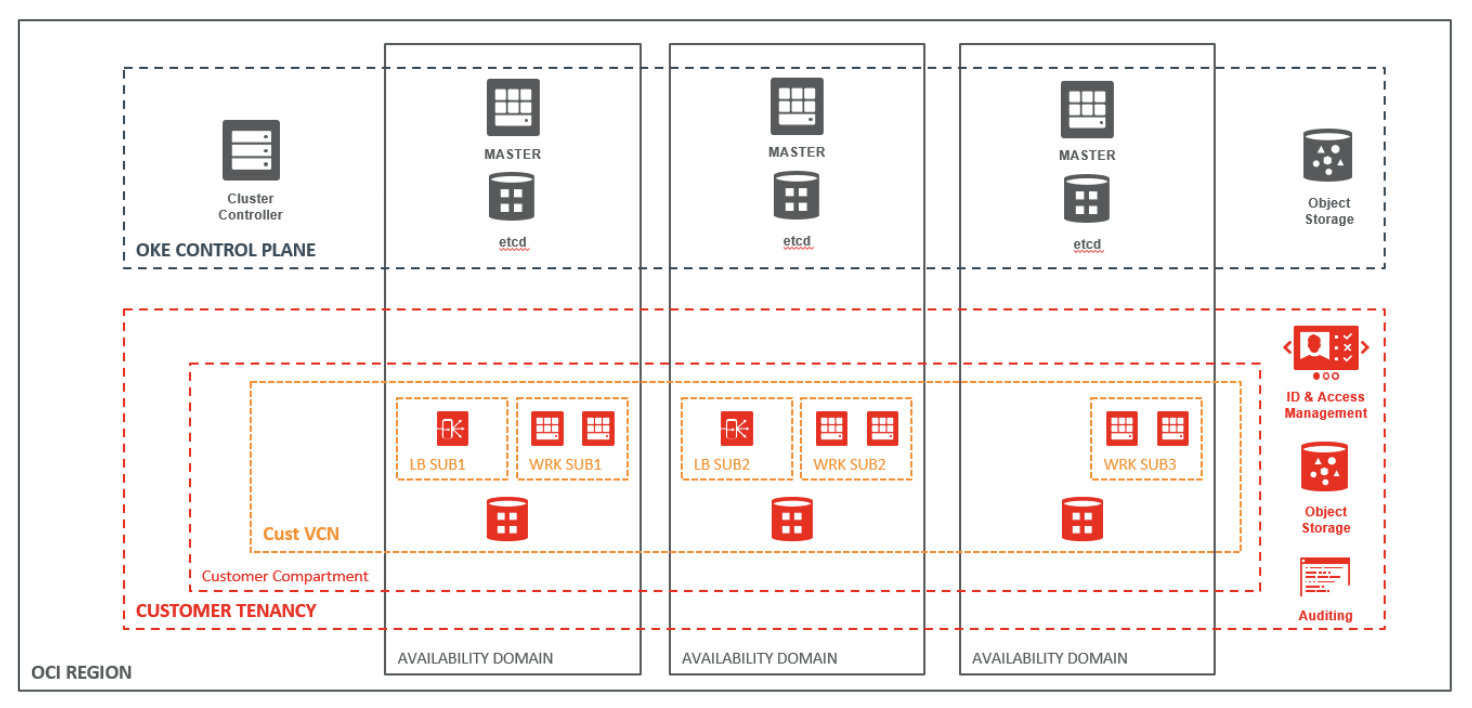 MASTER
MASTER
MASTER
Cluster
Controller
etcd
etcd
etcd
Object
Storage
OKE CONTROL PLANE
ID & Access
Management
LB SUB1
WRK SUB1
LB SUB2
WRK SUB2
WRK SUB3
Object
Storage
Cust VCN
Customer Compartment
CUSTOMER TENANCY
Auditing
AVAILABILITY DOMAIN
AVAILABILITY DOMAIN
AVAILABILITY DOMAIN
OCI REGION